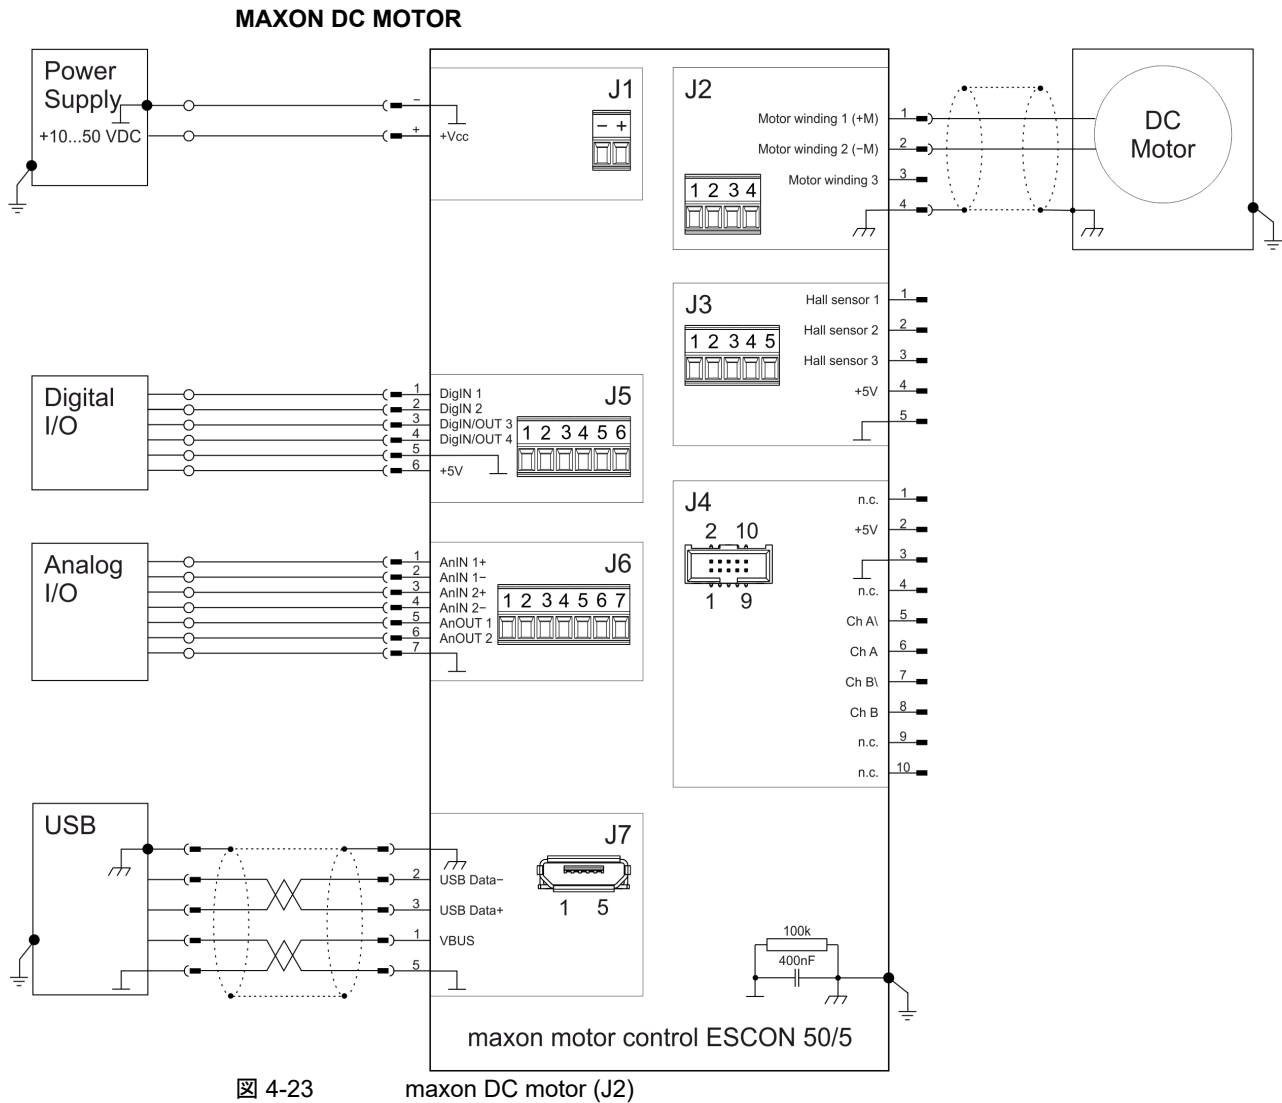 MAXON DC MOTOR
Power
Supply
+10...50 VDC
−
+
+Vcc
J1
− +
J2
Motor winding 1 (+M)
Motor winding 2 (−M)
Motor winding 3
1 2 3 4
1
2
3
4
DC
Motor
J3
1 2 3 4 5
Hall sensor 1
Hall sensor 2
Hall sensor 3
+5V
1
2
3
4
5
Digital
I/O
1
2
3
4
5
6
DigIN 1
DigIN 2
DigIN/OUT 3
DigIN/OUT 4
+5V
J5
1 2 3 4 5 6
J4
2 10
1 9
n.c.
+5V
n.c.
Ch A\
Ch A
Ch B\
Ch B
n.c.
n.c.
1
2
3
4
5
6
7
8
9
10
Analog
I/O
1
2
3
4
5
6
7
AnIN 1+
AnIN 1−
AnIN 2+
AnIN 2−
AnOUT 1
AnOUT 2
J6
1 2 3 4 5 6 7
USB
2
3
1
5
USB Data−
USB Data+
VBUS
J7
1 5
100k
400nF
maxon motor control ESCON 50/5
図 4-23 maxon DC motor (J2)